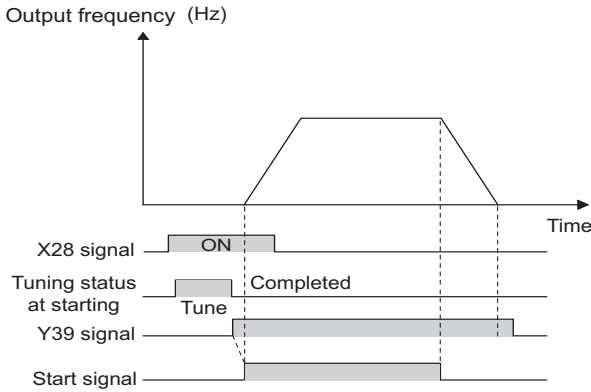 Output frequency (Hz)
Time
X28 signal
ON
Tuning status
at starting
Tune
Completed
Y39 signal
Start signal